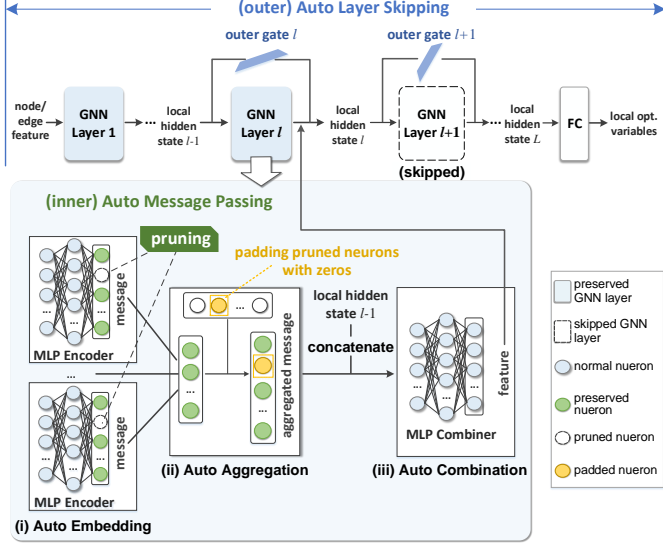 (outer) Auto Layer Skipping
outer gate l
outer gate l+1
node/
edge
feature
GNN
Layer 1
...
local
hidden
state l-1
GNN
Layer l
local
hidden
state l
GNN
Layer l+1
(skipped)
...
local
hidden
state L
FC
local opt.
variables
(inner) Auto Message Passing
pruning
padding pruned neurons
with zeros
...
...
...
message
MLP Encoder
...
...
...
...
message
MLP Encoder
(i) Auto Embedding
...
...
...
aggregated message
(ii) Auto Aggregation
local hidden
state l-1
concatenate
...
...
...
MLP Combiner
feature
(iii) Auto Combination
preserved
GNN layer
skipped GNN
layer
normal nueron
preserved
nueron
pruned nueron
padded nueron